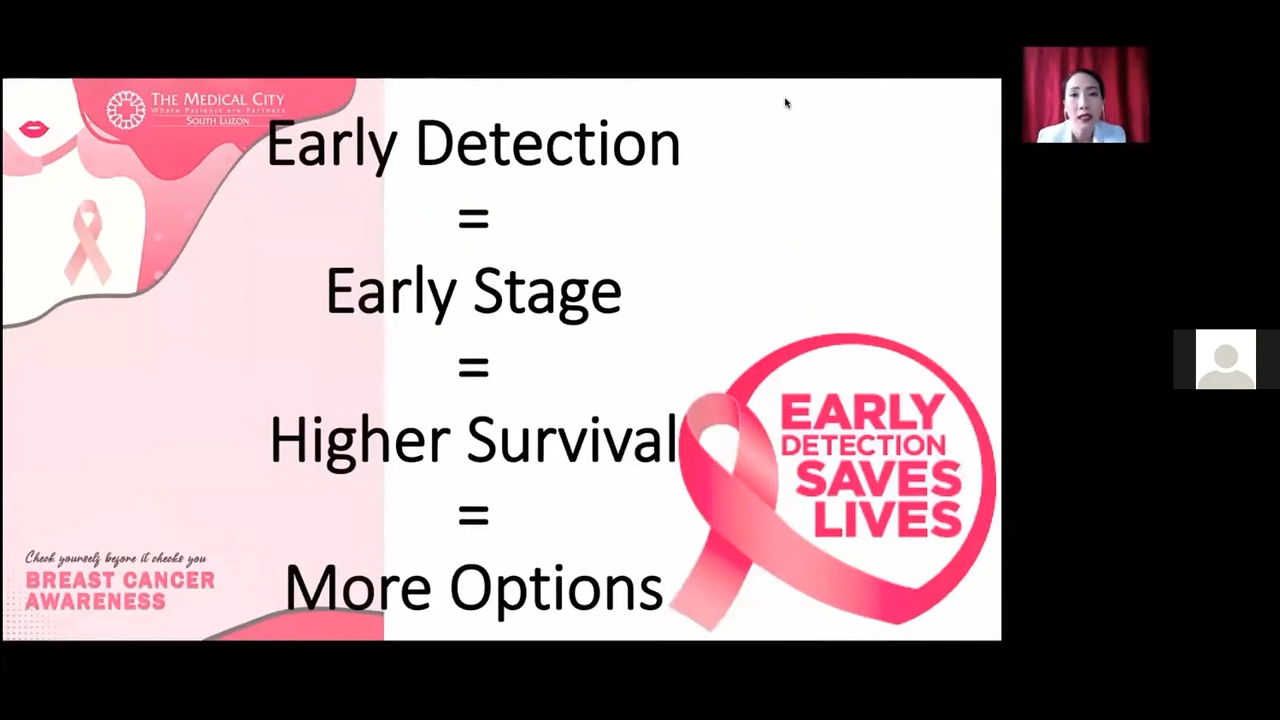 THE MEDICAL CITY
Where Patients are Partners
SOUTH LUZON
Early Detection
=
Early Stage
=
Higher Survival
=
More Options
EARLY
DETECTION
SAVES
LIVES
Check yourself before it checks you
BREAST CANCER
AWARENESS